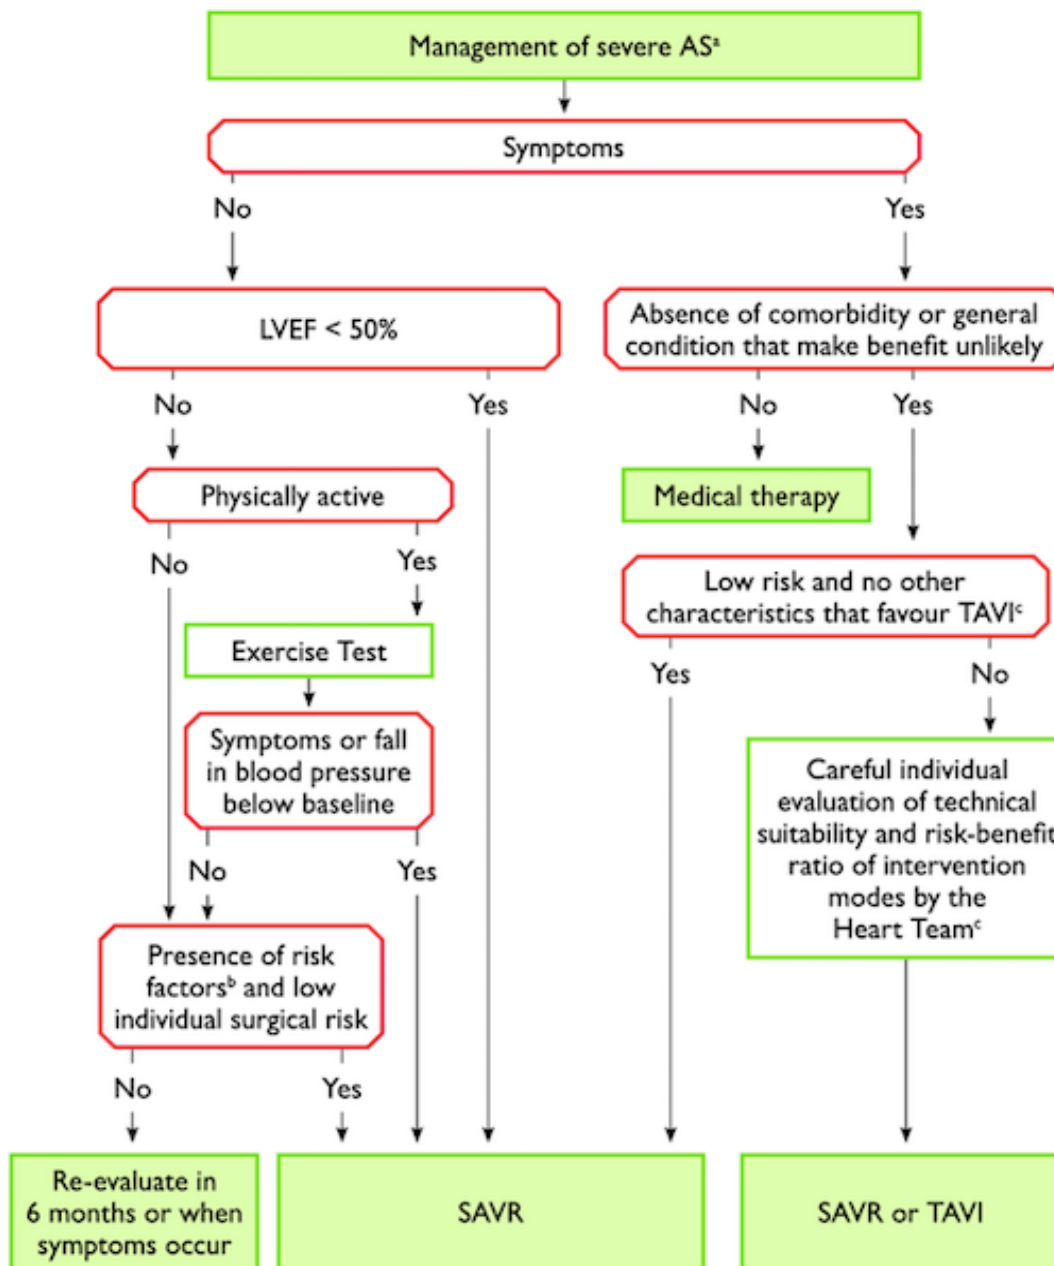 Management of severe ASᵃ
Symptoms
No
Yes
LVEF < 50%
Absence of comorbidity or general
condition that make benefit unlikely
No
Yes
No
Yes
Physically active
Medical therapy
No
Yes
Low risk and no other
characteristics that favour TAVIᶜ
Exercise Test
Yes
No
Symptoms or fall
in blood pressure
below baseline
Careful individual
evaluation of technical
suitability and risk-benefit
ratio of intervention
modes by the
Heart Teamᶜ
No
Yes
Presence of risk
factorsᵇ and low
individual surgical risk
No
Yes
Re-evaluate in
6 months or when
symptoms occur
SAVR
SAVR or TAVI